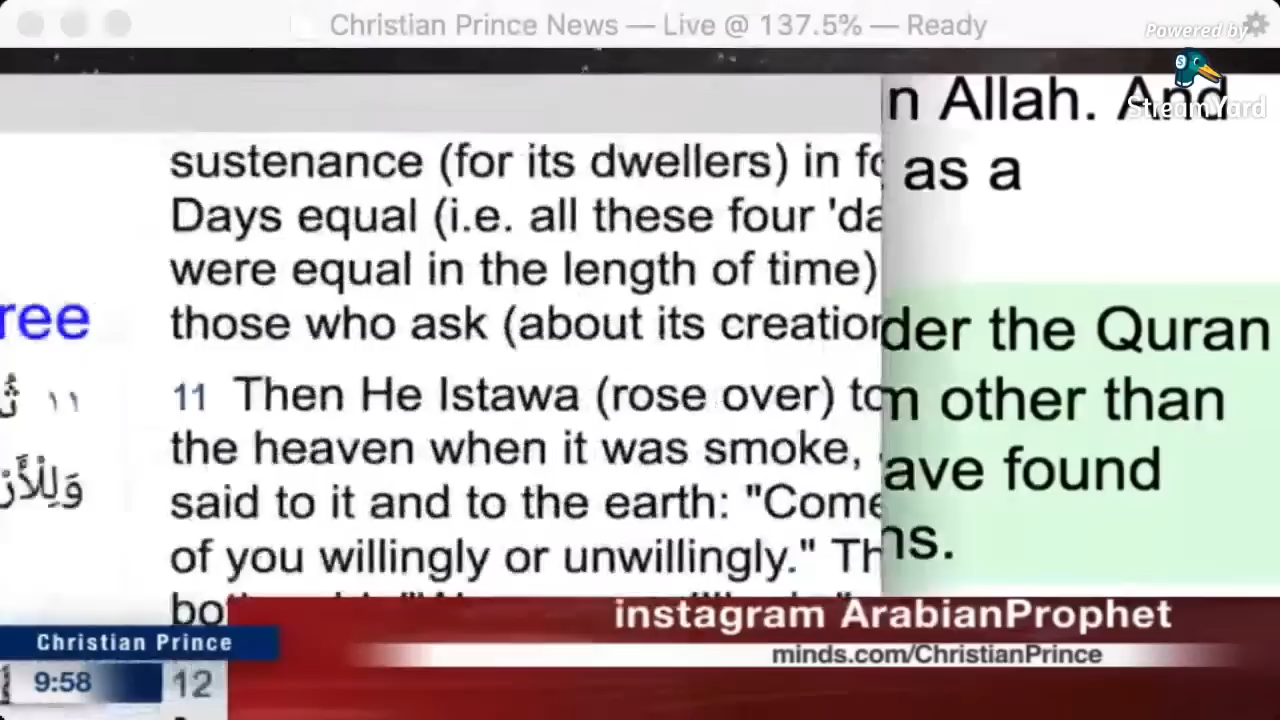 Christian Prince News — Live @ 137.5% — Ready
Powered by
StreamYard
n Allah. And
as a
der the Quran
m other than
ave found
ns.
sustenance (for its dwellers) in fo
Days equal (i.e. all these four 'da
were equal in the length of time)
those who ask (about its creation
11 Then He Istawa (rose over) to
the heaven when it was smoke,
said to it and to the earth: "Come
of you willingly or unwillingly." Th
12
ree
١١
وَلِلْأَرْ
instagram ArabianProphet
minds.com/ChristianPrince
Christian Prince
9:58